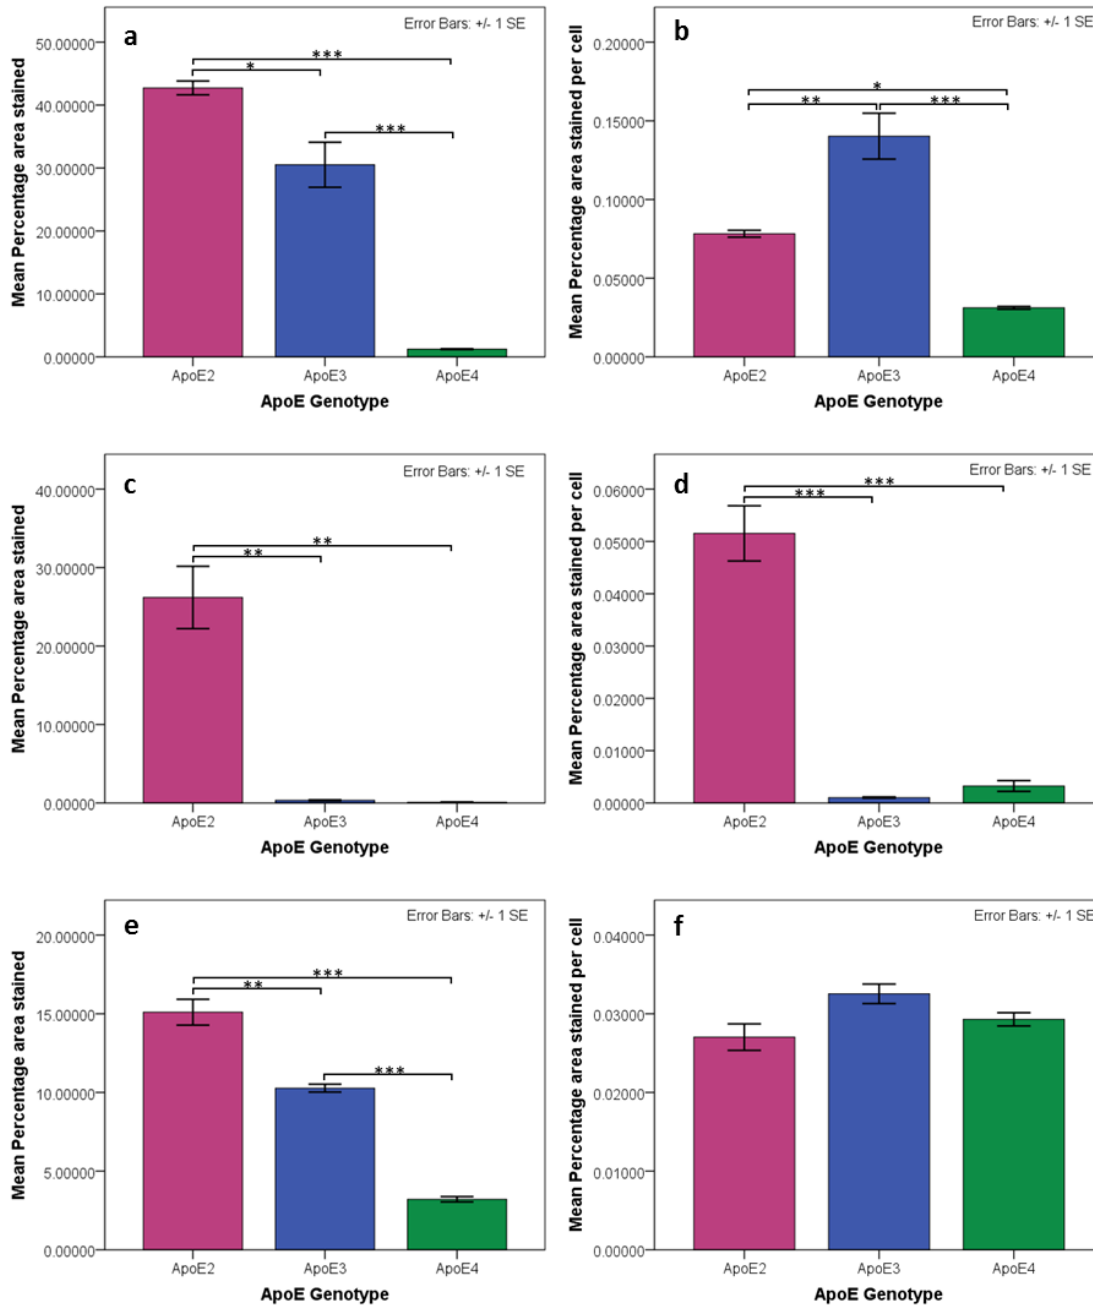 a
Error Bars: +/- 1 SE
Mean Percentage area stained
50.00000
40.00000
30.00000
20.00000
10.00000
0.00000
***
*
***
ApoE2 ApoE3 ApoE4
ApoE Genotype
b
Error Bars: +/- 1 SE
Mean Percentage area stained per cell
0.20000
0.15000
0.10000
0.05000
0.00000
*
** ***
ApoE2 ApoE3 ApoE4
ApoE Genotype
c
Error Bars: +/- 1 SE
Mean Percentage area stained
40.00000
30.00000
20.00000
10.00000
0.00000
**
**
ApoE2 ApoE3 ApoE4
ApoE Genotype
d
Error Bars: +/- 1 SE
Mean Percentage area stained per cell
0.06000
0.05000
0.04000
0.03000
0.02000
0.01000
0.00000
***
***
ApoE2 ApoE3 ApoE4
ApoE Genotype
e
Error Bars: +/- 1 SE
Mean Percentage area stained
20.00000
15.00000
10.00000
5.00000
0.00000
***
**
***
ApoE2 ApoE3 ApoE4
ApoE Genotype
f
Error Bars: +/- 1 SE
Mean Percentage area stained per cell
0.04000
0.03000
0.02000
0.01000
0.00000
ApoE2 ApoE3 ApoE4
ApoE Genotype